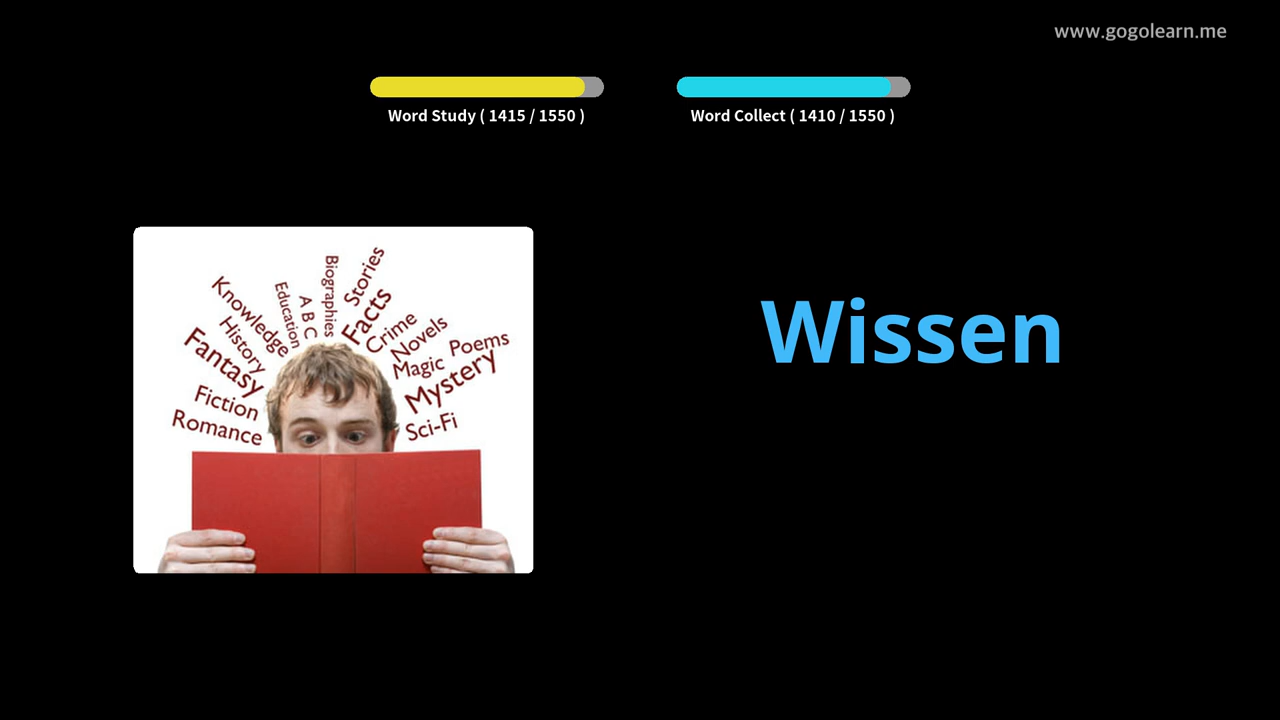 www.gogolearn.me
Word Study ( 1415 / 1550 )
Word Collect ( 1410 / 1550 )
Wissen
Biographies
Stories
Education
A B C
Facts
Knowledge
History
Crime
Novels
Poems
Fantasy
Magic
Mystery
Fiction
Romance
Sci-Fi